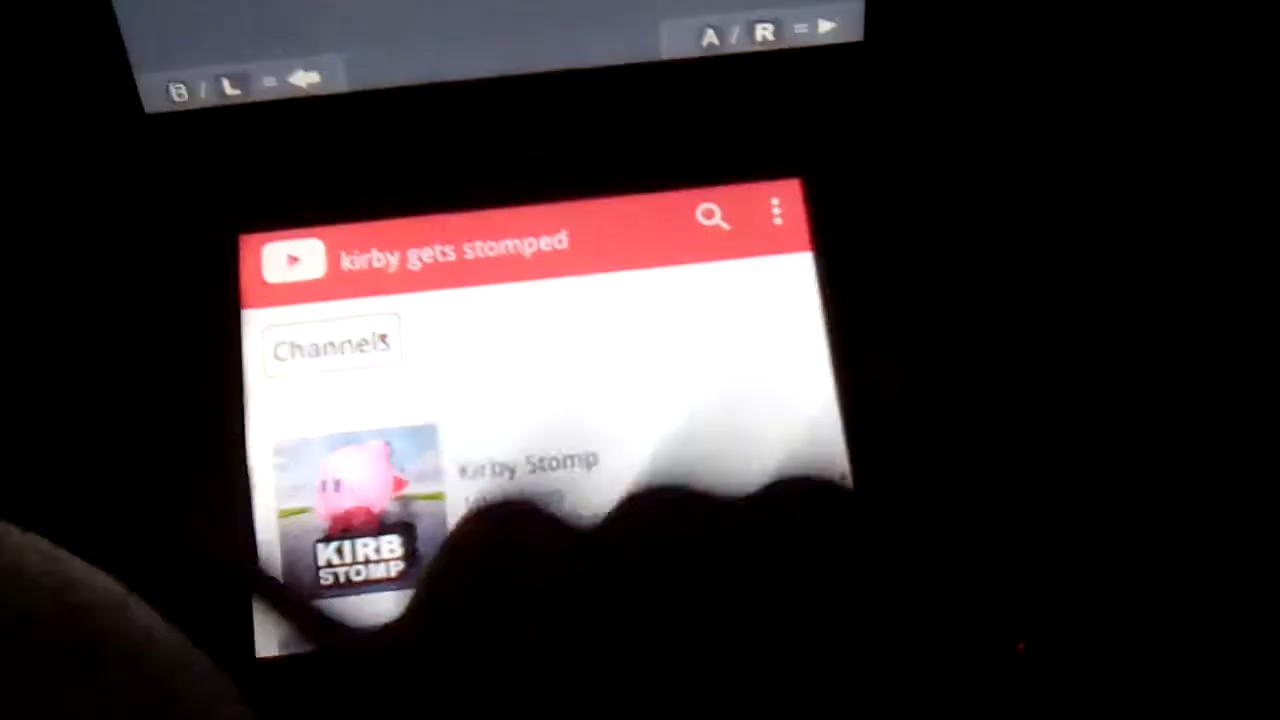 B / L = ⬅
A / R = ▶
kirby gets stomped
Channels
Kirby Stomp
KIRB
STOMP